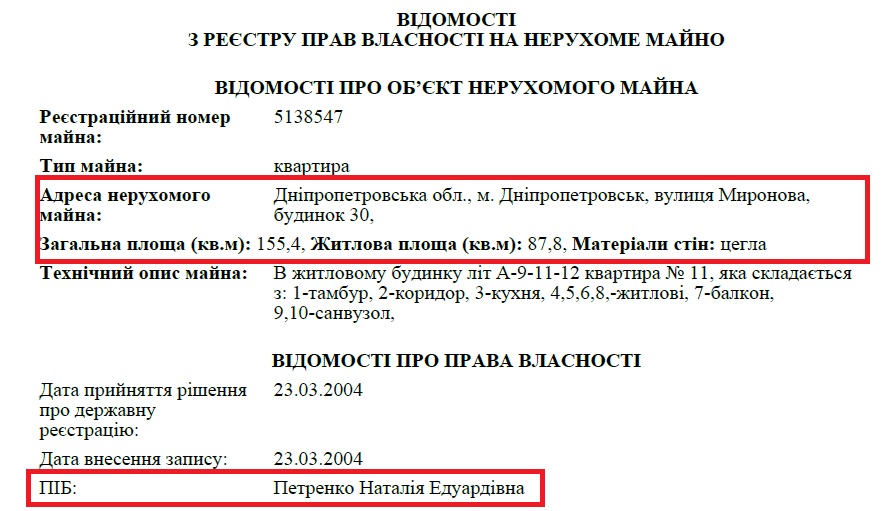 ВІДОМОСТІ
З РЕЄСТРУ ПРАВ ВЛАСНОСТІ НА НЕРУХОМЕ МАЙНО
ВІДОМОСТІ ПРО ОБ’ЄКТ НЕРУХОМОГО МАЙНА
Реєстраційний номер майна: 5138547
Тип майна: квартира
Адреса нерухомого майна: Дніпропетровська обл., м. Дніпропетровськ, вулиця Миронова,
будинок 30,
Загальна площа (кв.м): 155,4, Житлова площа (кв.м): 87,8, Матеріали стін: цегла
Технічний опис майна: В житловому будинку літ А-9-11-12 квартира № 11, яка складається
з: 1-тамбур, 2-коридор, 3-кухня, 4,5,6,8,-житлові, 7-балкон,
9,10-санвузол,
ВІДОМОСТІ ПРО ПРАВА ВЛАСНОСТІ
Дата прийняття рішення 23.03.2004
про державну
реєстрацію:
Дата внесення запису: 23.03.2004
ПІБ: Петренко Наталія Едуардівна